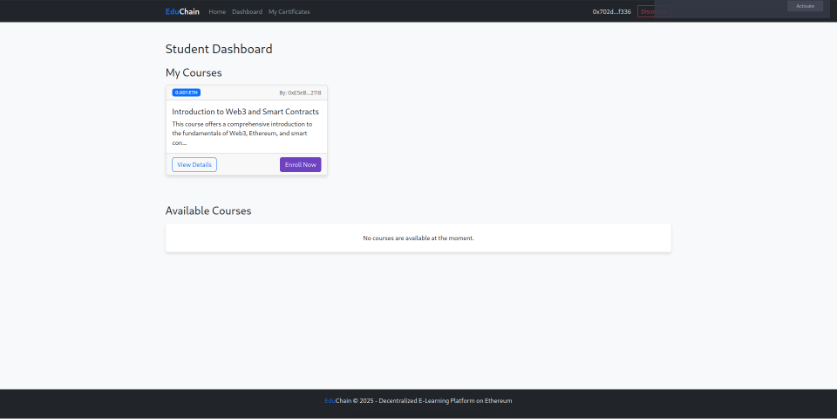 EduChain Home Dashboard My Certificates 0x702d...f336
Activate
Student Dashboard
My Courses
0.001 ETH By: 0xE5eB...2118
Introduction to Web3 and Smart Contracts
This course offers a comprehensive introduction to
the fundamentals of Web3, Ethereum, and smart
con...
View Details Enroll Now
Available Courses
No courses are available at the moment.
EduChain © 2025 - Decentralized E-Learning Platform on Ethereum